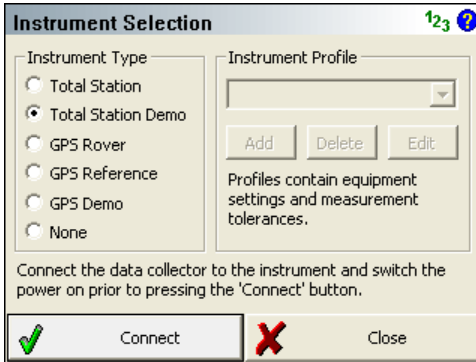 Instrument Selection
123
?
Instrument Type
Total Station
Total Station Demo
GPS Rover
GPS Reference
GPS Demo
None
Instrument Profile
Add Delete Edit
Profiles contain equipment
settings and measurement
tolerances.
Connect the data collector to the instrument and switch the
power on prior to pressing the 'Connect' button.
Connect
Close